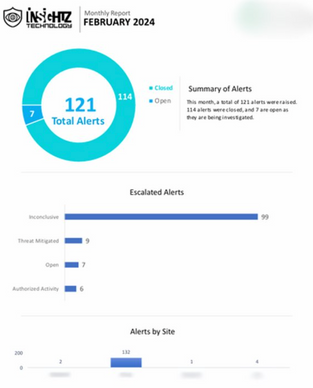 INSIGHTZ
TECHNOLOGY
Monthly Report
FEBRUARY 2024
121
Total Alerts
114
7
Closed
Open
Summary of Alerts
This month, a total of 121 alerts were raised.
114 alerts were closed, and 7 are open as
they are being investigated.
Escalated Alerts
Inconclusive 99
Threat Mitigated 9
Open 7
Authorized Activity 6
Alerts by Site
200
0
2 132 1 4